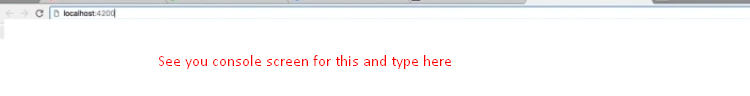 localhost:4200
See you console screen for this and type here